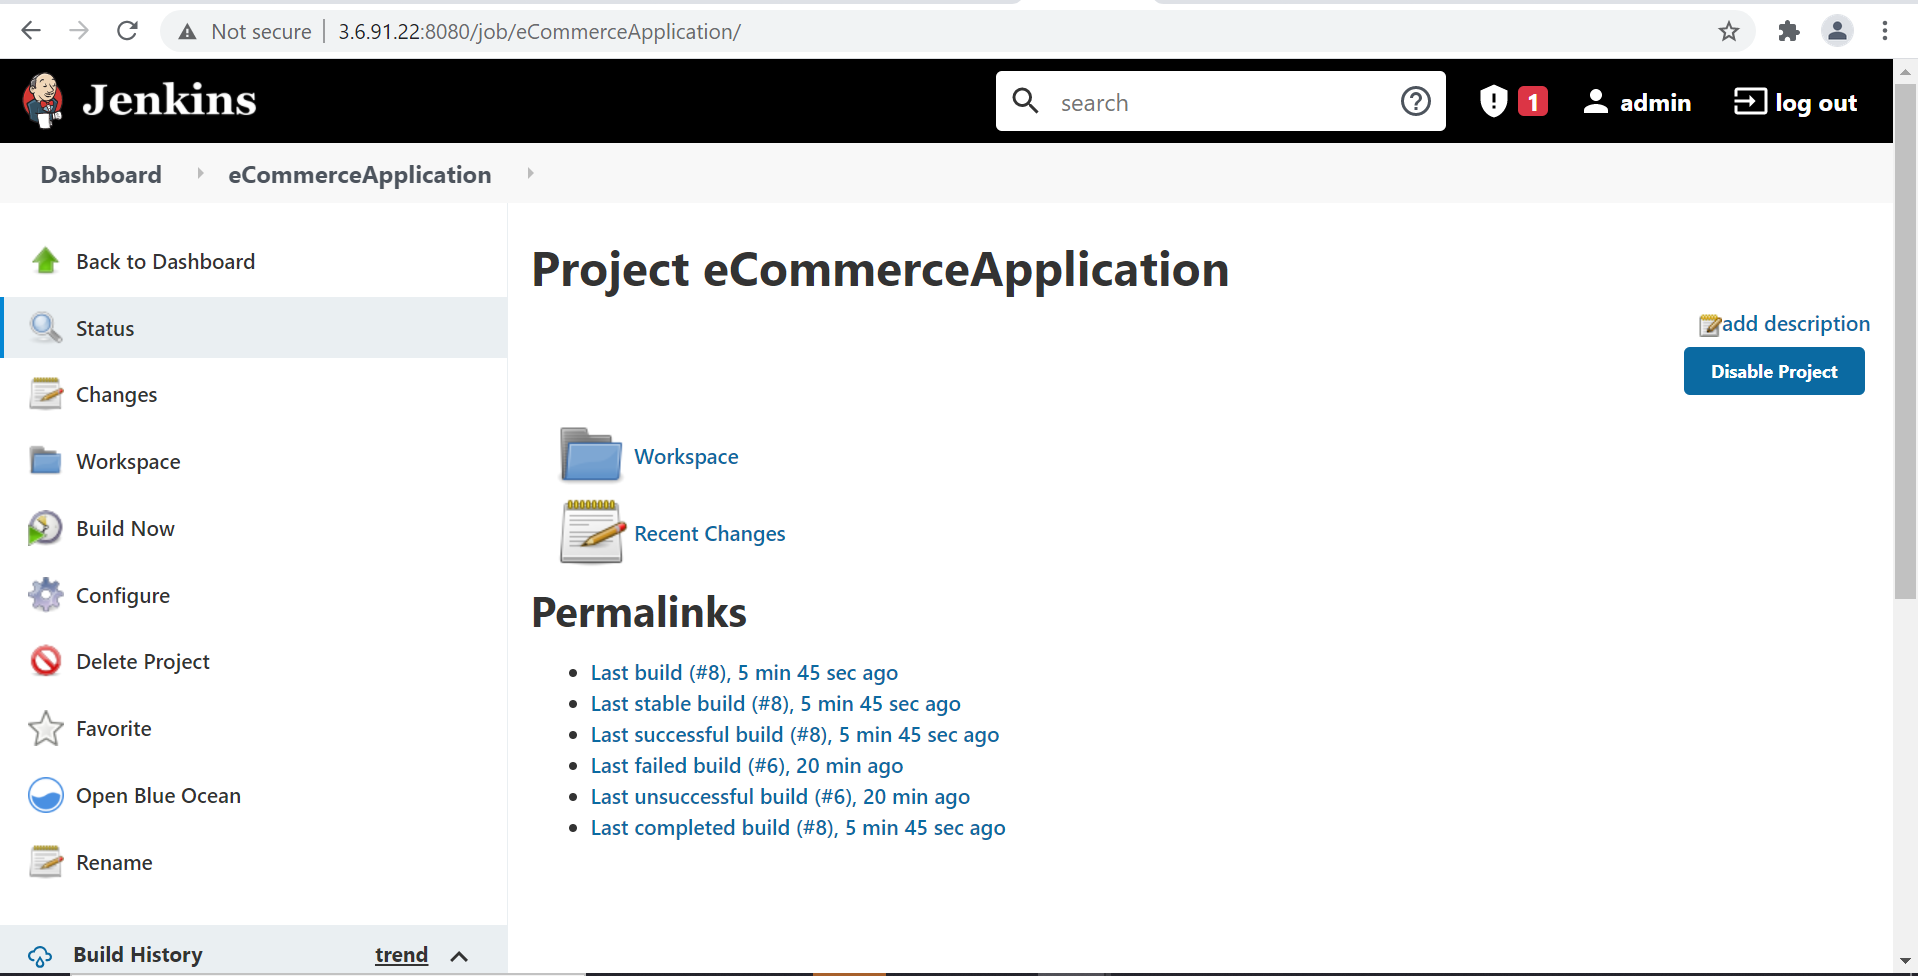 Not secure 3.6.91.22:8080/job/eCommerceApplication/
Jenkins
search
1
admin
log out
Dashboard
eCommerceApplication
Back to Dashboard
Status
Changes
Workspace
Build Now
Configure
Delete Project
Favorite
Open Blue Ocean
Rename
Build History
trend
Project eCommerceApplication
add description
Disable Project
Workspace
Recent Changes
Permalinks
Last build (#8), 5 min 45 sec ago
Last stable build (#8), 5 min 45 sec ago
Last successful build (#8), 5 min 45 sec ago
Last failed build (#6), 20 min ago
Last unsuccessful build (#6), 20 min ago
Last completed build (#8), 5 min 45 sec ago